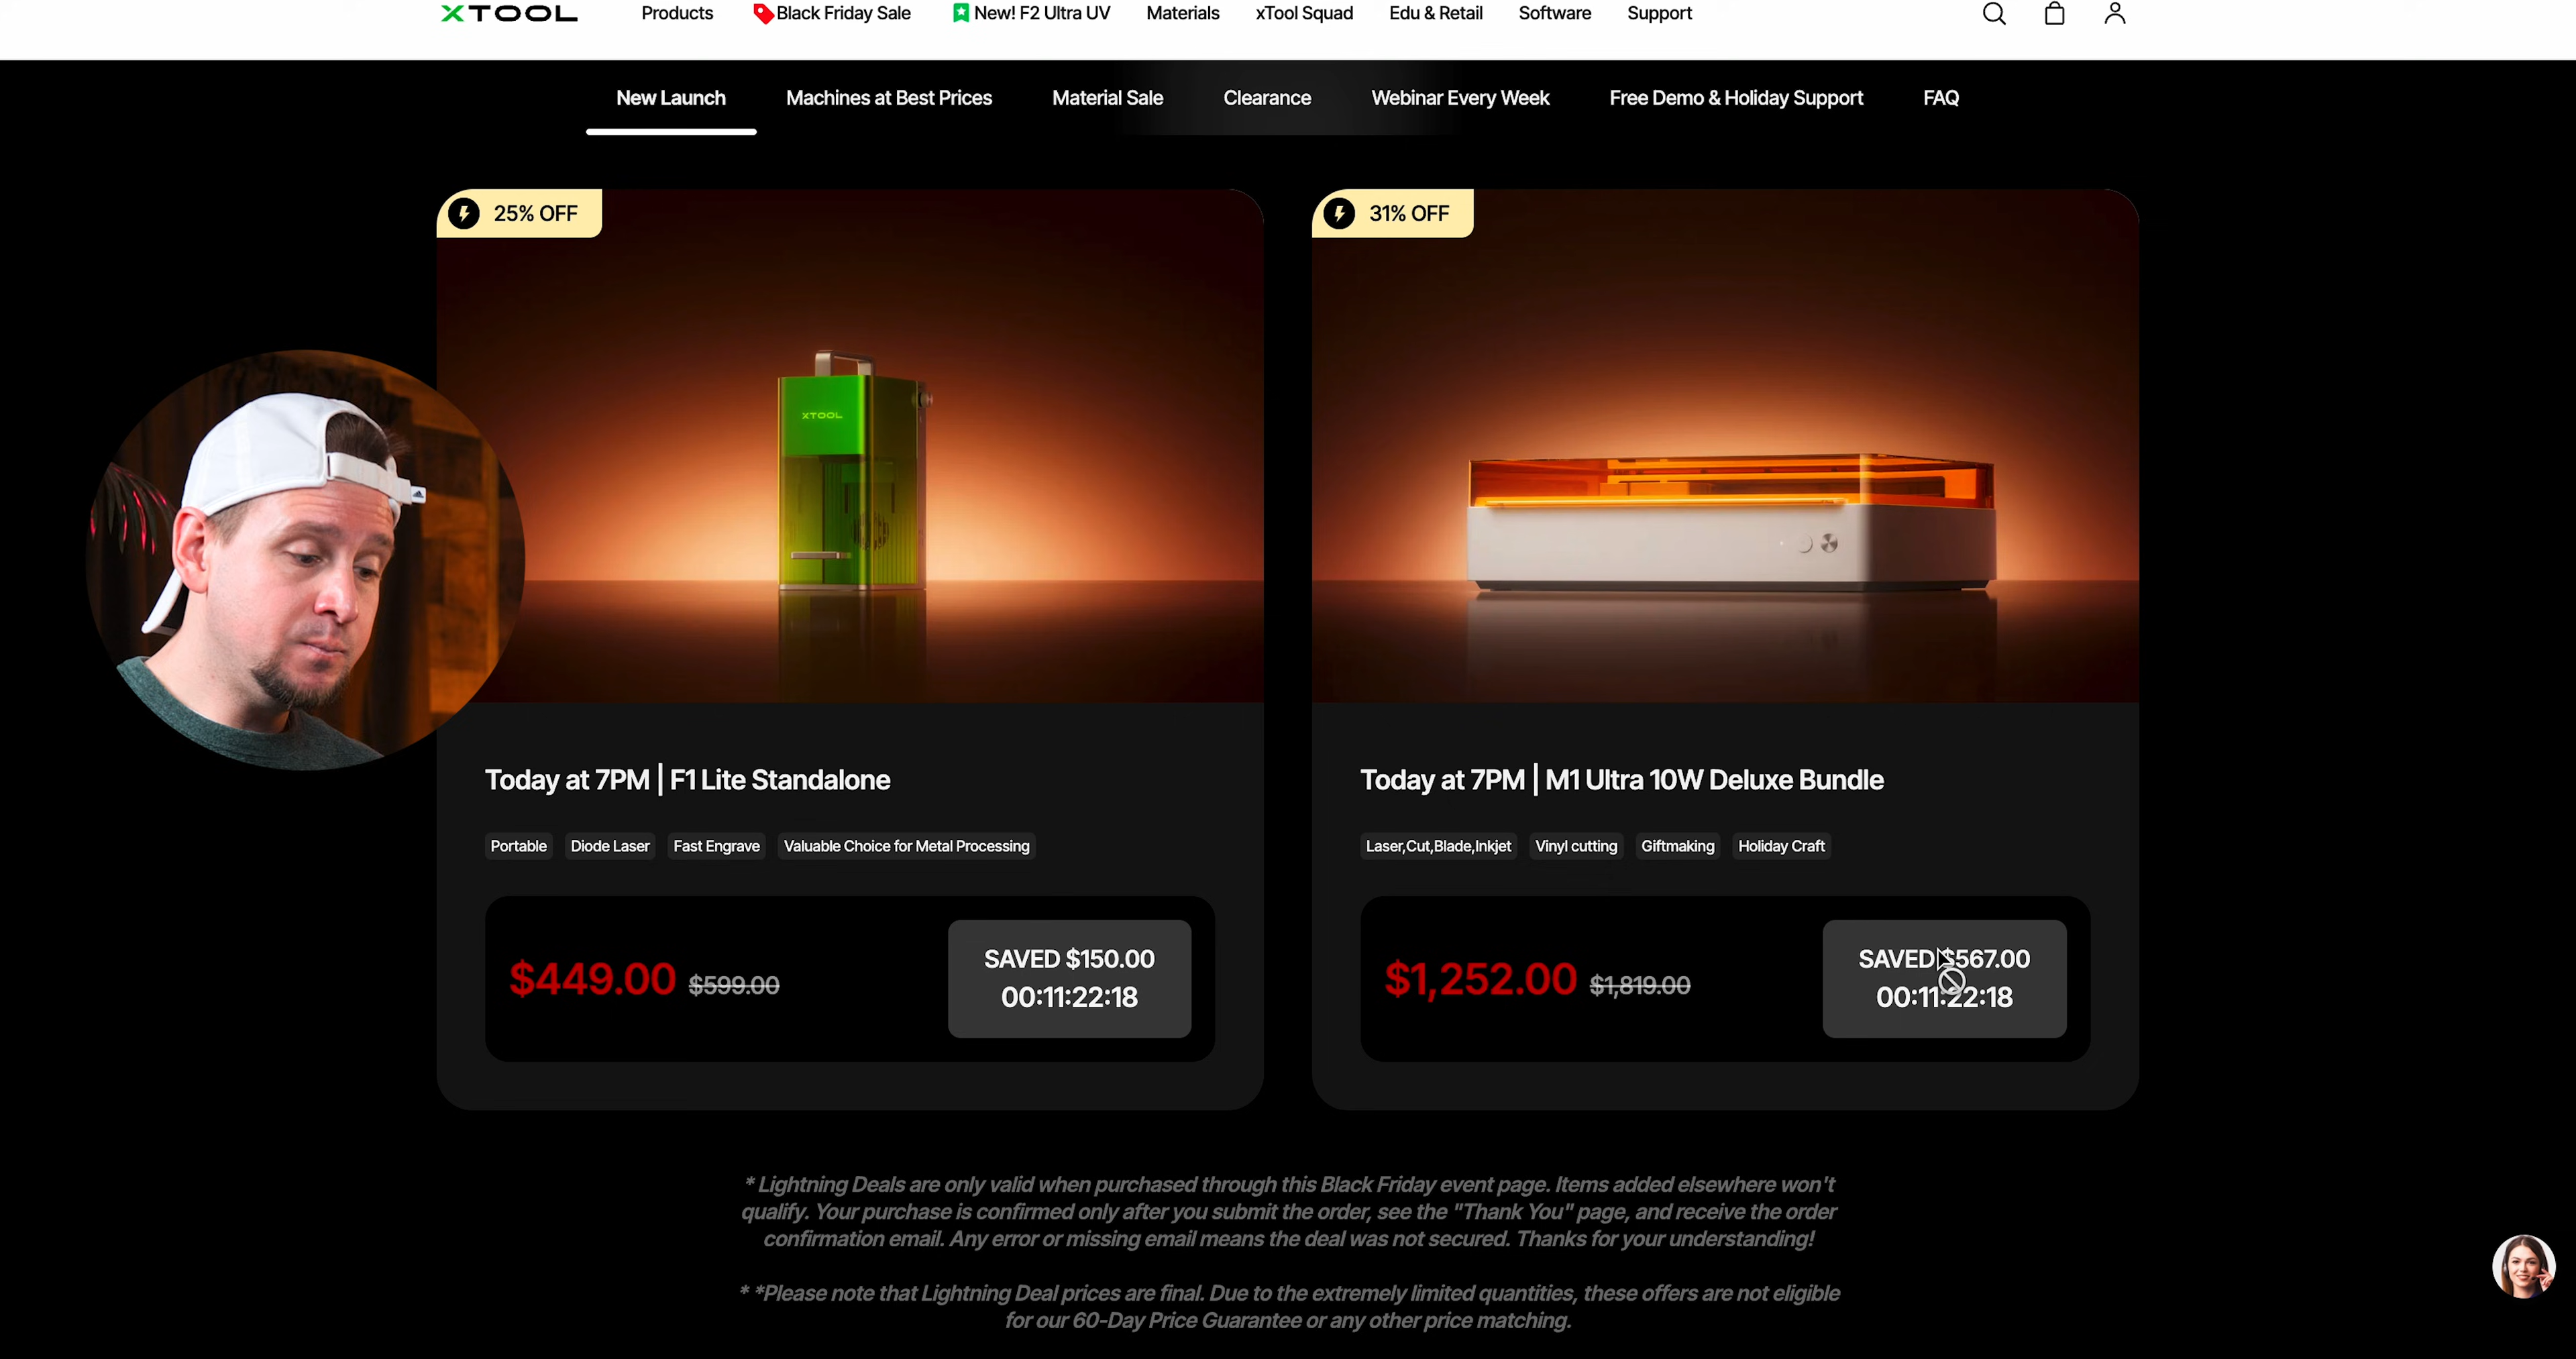 XTOOL
Products
Black Friday Sale
New! F2 Ultra UV
Materials
xTool Squad
Edu & Retail
Software
Support
New Launch
Machines at Best Prices
Material Sale
Clearance
Webinar Every Week
Free Demo & Holiday Support
FAQ
25% OFF
XTOOL
Today at 7PM | F1 Lite Standalone
Portable
Diode Laser
Fast Engrave
Valuable Choice for Metal Processing
$449.00 $599.00
SAVED $150.00
00:11:22:18
31% OFF
Today at 7PM | M1 Ultra 10W Deluxe Bundle
Laser,Cut,Blade,Inkjet
Vinyl cutting
Giftmaking
Holiday Craft
$1,252.00 $1,819.00
SAVED $567.00
00:11:22:18
* Lightning Deals are only valid when purchased through this Black Friday event page. Items added elsewhere won't
qualify. Your purchase is confirmed only after you submit the order, see the "Thank You" page, and receive the order
confirmation email. Any error or missing email means the deal was not secured. Thanks for your understanding!
* *Please note that Lightning Deal prices are final. Due to the extremely limited quantities, these offers are not eligible
for our 60-Day Price Guarantee or any other price matching.